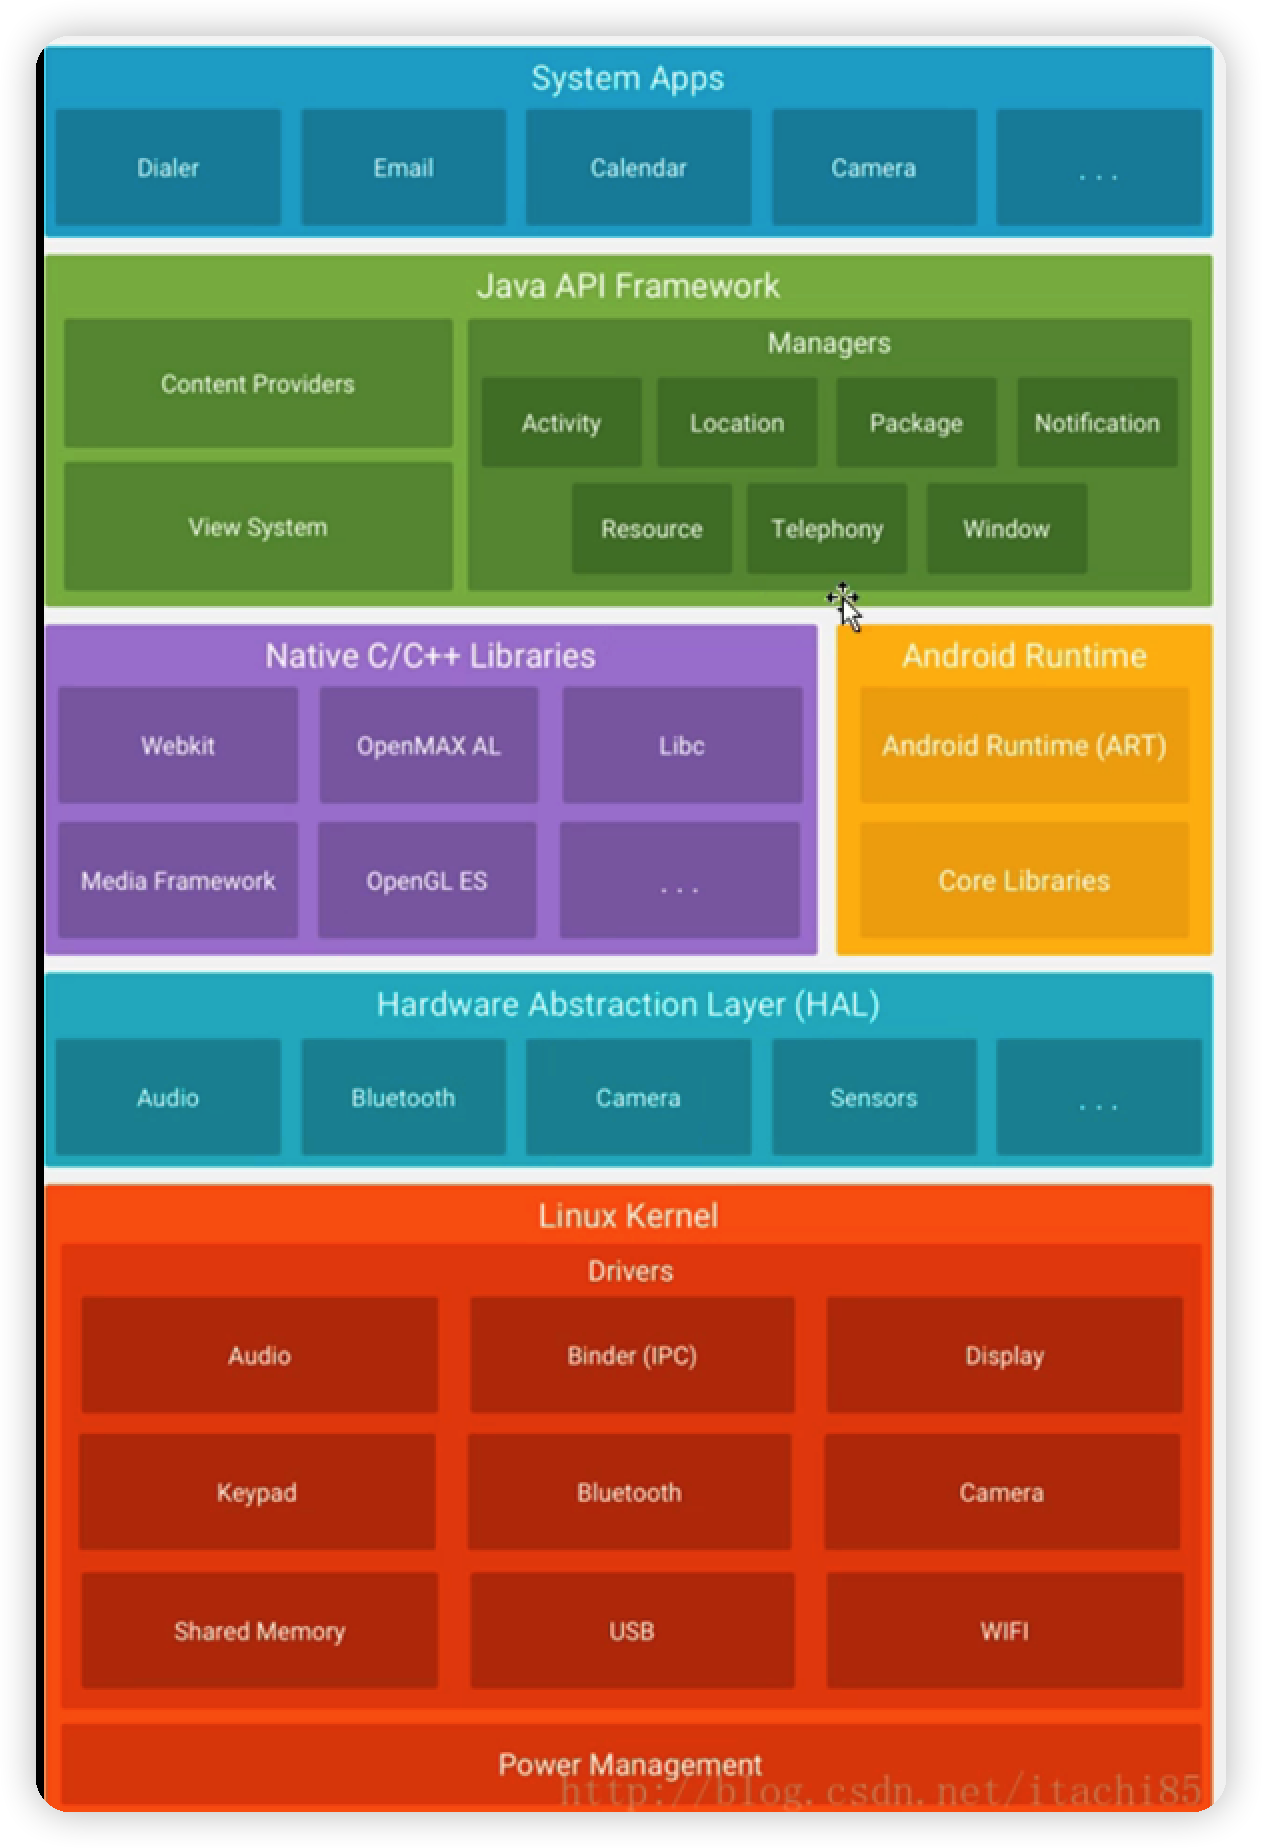 System Apps
Dialer Email Calendar Camera ...
Java API Framework
Content Providers
View System
Managers
Activity Location Package Notification
Resource Telephony Window
Native C/C++ Libraries
Webkit OpenMAX AL Libc
Media Framework OpenGL ES ...
Android Runtime
Android Runtime (ART)
Core Libraries
Hardware Abstraction Layer (HAL)
Audio Bluetooth Camera Sensors ...
Linux Kernel
Drivers
Audio Binder (IPC) Display
Keypad Bluetooth Camera
Shared Memory USB WIFI
Power Management
http://blog.csdn.net/itachi85